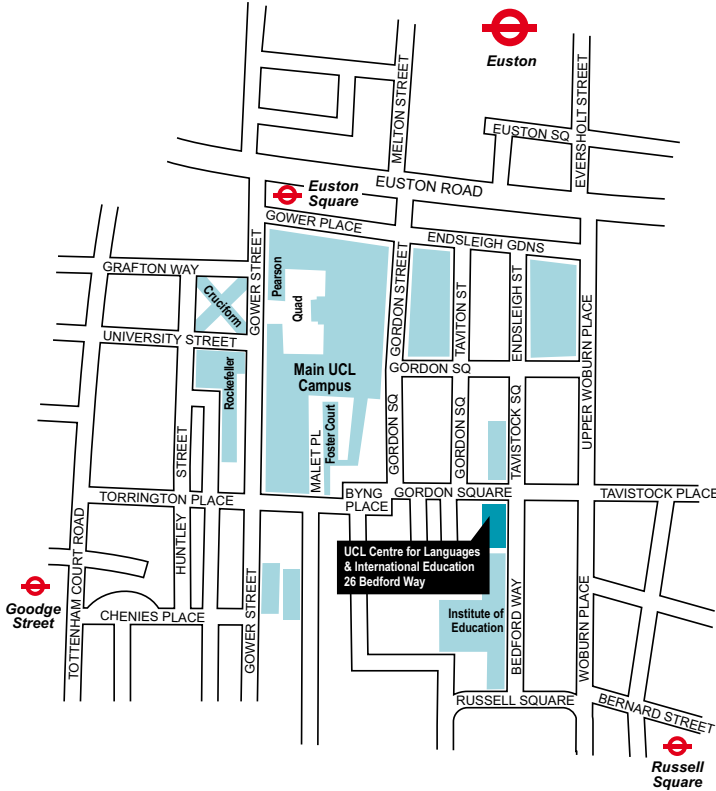 Euston
MELTON STREET
EVERSHOLT STREET
EUSTON SQ
EUSTON ROAD
Euston
Square
GOWER PLACE
ENDSLEIGH GDNS
GRAFTON WAY
GOWER STREET
Pearson
Quad
Cruciform
GORDON STREET
TAVITON ST
ENDSLEIGH ST
UPPER WOBURN PLACE
UNIVERSITY STREET
Rockefeller
Main UCL
Campus
GORDON SQ
MALET PL
Foster Court
GORDON SQ
GORDON SQ
TAVISTOCK SQ
HUNTLEY STREET
TORRINGTON PLACE
BYNG
PLACE
GORDON SQUARE
TAVISTOCK PLACE
TOTTENHAM COURT ROAD
UCL Centre for Languages
& International Education
26 Bedford Way
Goodge
Street
CHENIES PLACE
GOWER STREET
Institute of
Education
BEDFORD WAY
WOBURN PLACE
RUSSELL SQUARE
BERNARD STREET
Russell
Square